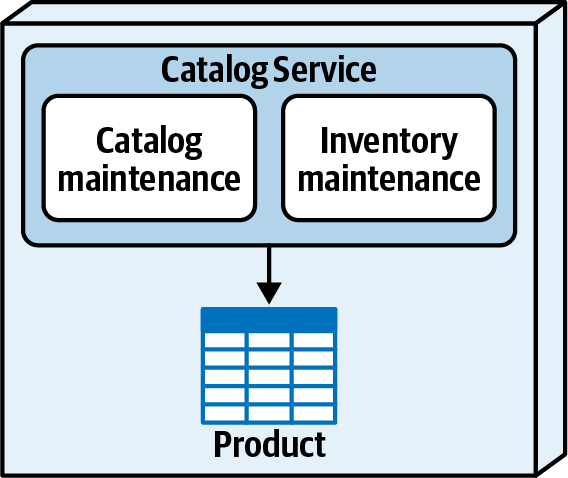 Catalog Service
Catalog
maintenance
Inventory
maintenance
Product